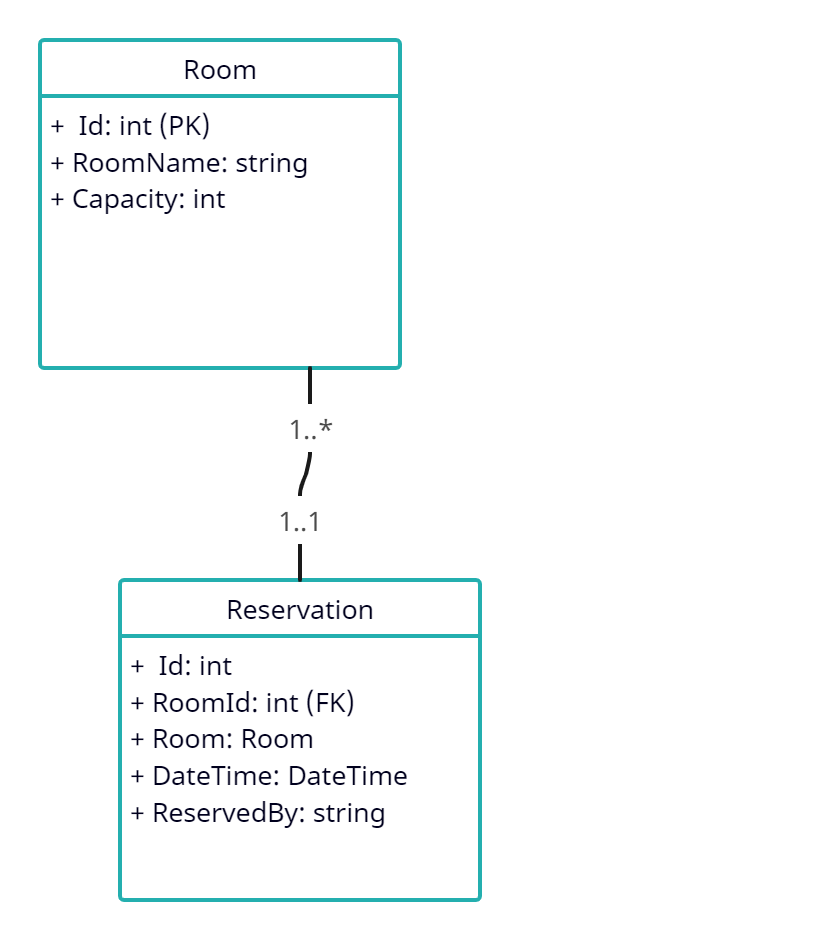 Room
+ Id: int (PK)
+ RoomName: string
+ Capacity: int
1..*
1..1
Reservation
+ Id: int
+ RoomId: int (FK)
+ Room: Room
+ DateTime: DateTime
+ ReservedBy: string